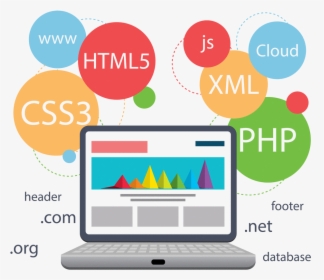 www
HTML5
CSS3
js
Cloud
XML
PHP
header
.com
.org
footer
.net
database